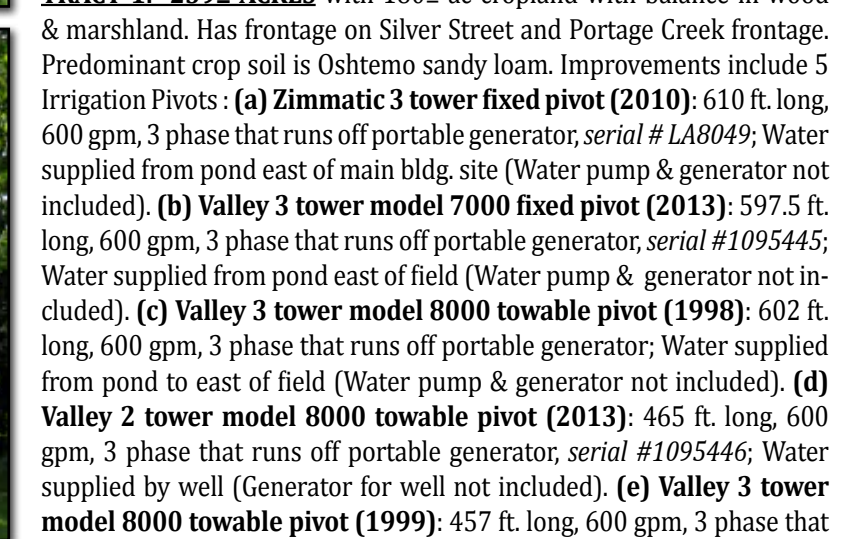 & marshland. Has frontage on Silver Street and Portage Creek frontage.
Predominant crop soil is Oshtemo sandy loam. Improvements include 5
Irrigation Pivots : (a) Zimmatic 3 tower fixed pivot (2010): 610 ft. long,
600 gpm, 3 phase that runs off portable generator, serial # LA8049; Water
supplied from pond east of main bldg. site (Water pump & generator not
included). (b) Valley 3 tower model 7000 fixed pivot (2013): 597.5 ft.
long, 600 gpm, 3 phase that runs off portable generator, serial #1095445;
Water supplied from pond east of field (Water pump &  generator not in-
cluded). (c) Valley 3 tower model 8000 towable pivot (1998): 602 ft.
long, 600 gpm, 3 phase that runs off portable generator; Water supplied
from pond to east of field (Water pump & generator not included). (d)
Valley 2 tower model 8000 towable pivot (2013): 465 ft. long, 600
gpm, 3 phase that runs off portable generator, serial #1095446; Water
supplied by well (Generator for well not included). (e) Valley 3 tower
model 8000 towable pivot (1999): 457 ft. long, 600 gpm, 3 phase that